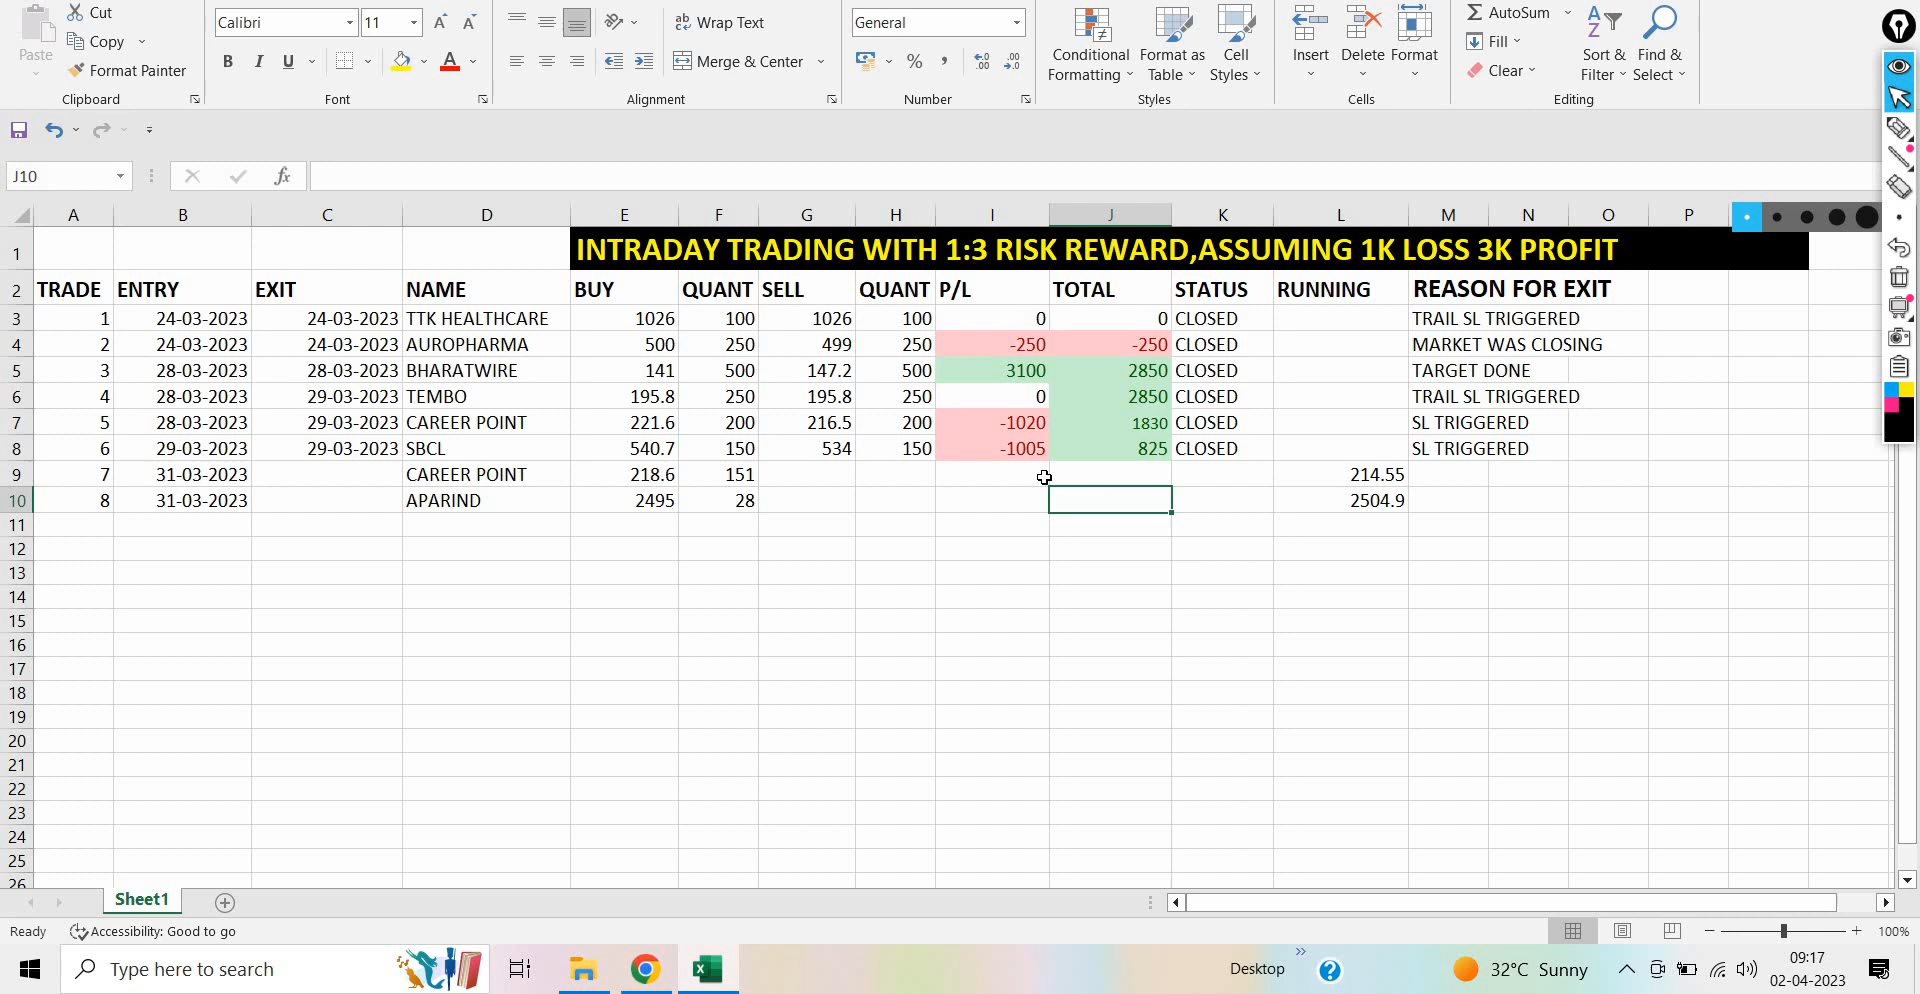 Cut
Copy
Format Painter
Paste
Clipboard
Calibri 11
B I U
Font
Wrap Text
Merge & Center
Alignment
General
Number
Conditional Formatting
Format as Table
Cell Styles
Styles
Insert
Delete
Format
Cells
AutoSum
Fill
Clear
Sort & Filter
Find & Select
Editing
J10
fx
A B C D E F G H I J K L M N O P
1 INTRADAY TRADING WITH 1:3 RISK REWARD,ASSUMING 1K LOSS 3K PROFIT
2 TRADE ENTRY EXIT NAME BUY QUANT SELL QUANT P/L TOTAL STATUS RUNNING REASON FOR EXIT
3 1 24-03-2023 24-03-2023 TTK HEALTHCARE 1026 100 1026 100 0 0 CLOSED TRAIL SL TRIGGERED
4 2 24-03-2023 24-03-2023 AUROPHARMA 500 250 499 250 -250 -250 CLOSED MARKET WAS CLOSING
5 3 28-03-2023 28-03-2023 BHARATWIRE 141 500 147.2 500 3100 2850 CLOSED TARGET DONE
6 4 28-03-2023 29-03-2023 TEMBO 195.8 250 195.8 250 0 2850 CLOSED TRAIL SL TRIGGERED
7 5 28-03-2023 29-03-2023 CAREER POINT 221.6 200 216.5 200 -1020 1830 CLOSED SL TRIGGERED
8 6 29-03-2023 29-03-2023 SBCL 540.7 150 534 150 -1005 825 CLOSED SL TRIGGERED
9 7 31-03-2023 CAREER POINT 218.6 151 214.55
10 8 31-03-2023 APARIND 2495 28 2504.9
11
12
13
14
15
16
17
18
19
20
21
22
23
24
25
26
Sheet1
Ready Accessibility: Good to go 100%
Type here to search Desktop 32°C Sunny 09:17
02-04-2023